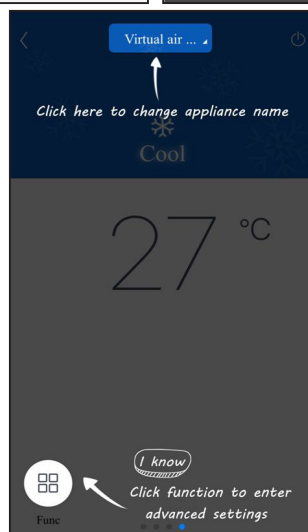 Virtual air ...
Click here to change appliance name
Cool
27 °C
I know
Click function to enter
advanced settings
Func